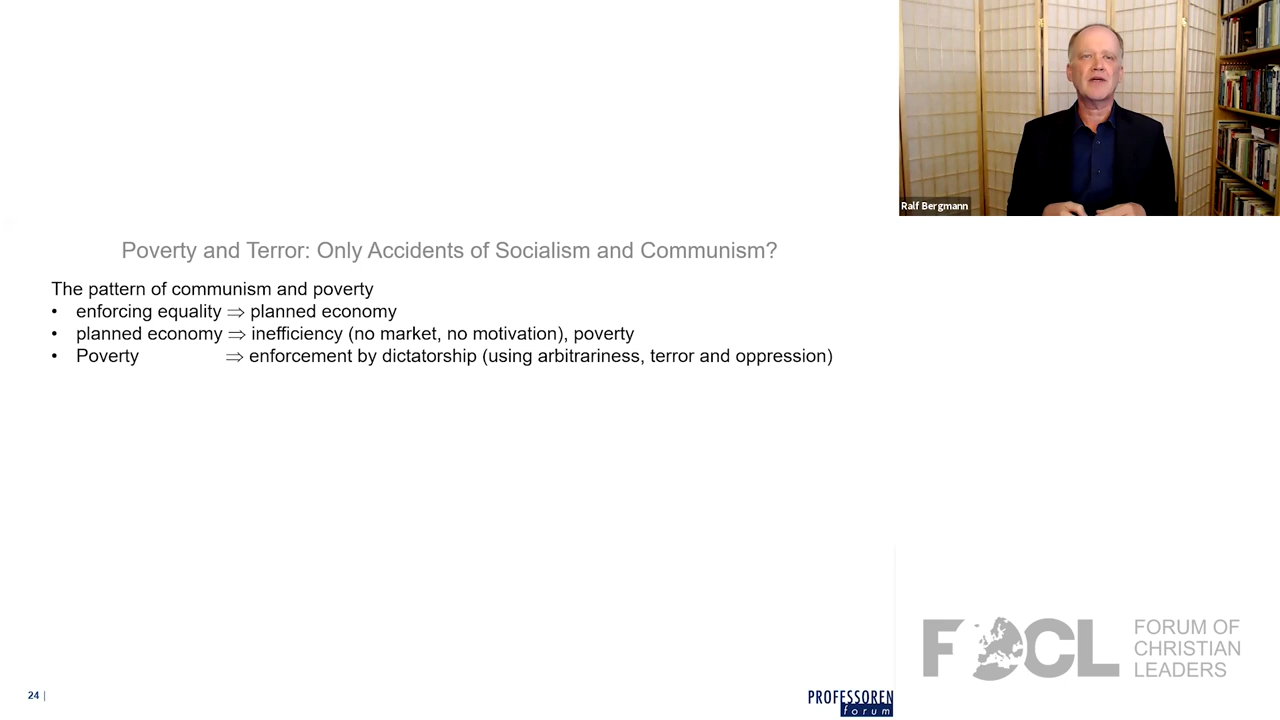 Ralf Bergmann
Poverty and Terror: Only Accidents of Socialism and Communism?
The pattern of communism and poverty
• enforcing equality ⇒ planned economy
• planned economy ⇒ inefficiency (no market, no motivation), poverty
• Poverty ⇒ enforcement by dictatorship (using arbitrariness, terror and oppression)
FOCL
FORUM OF
CHRISTIAN
LEADERS
24 |
PROFESSOREN
forum